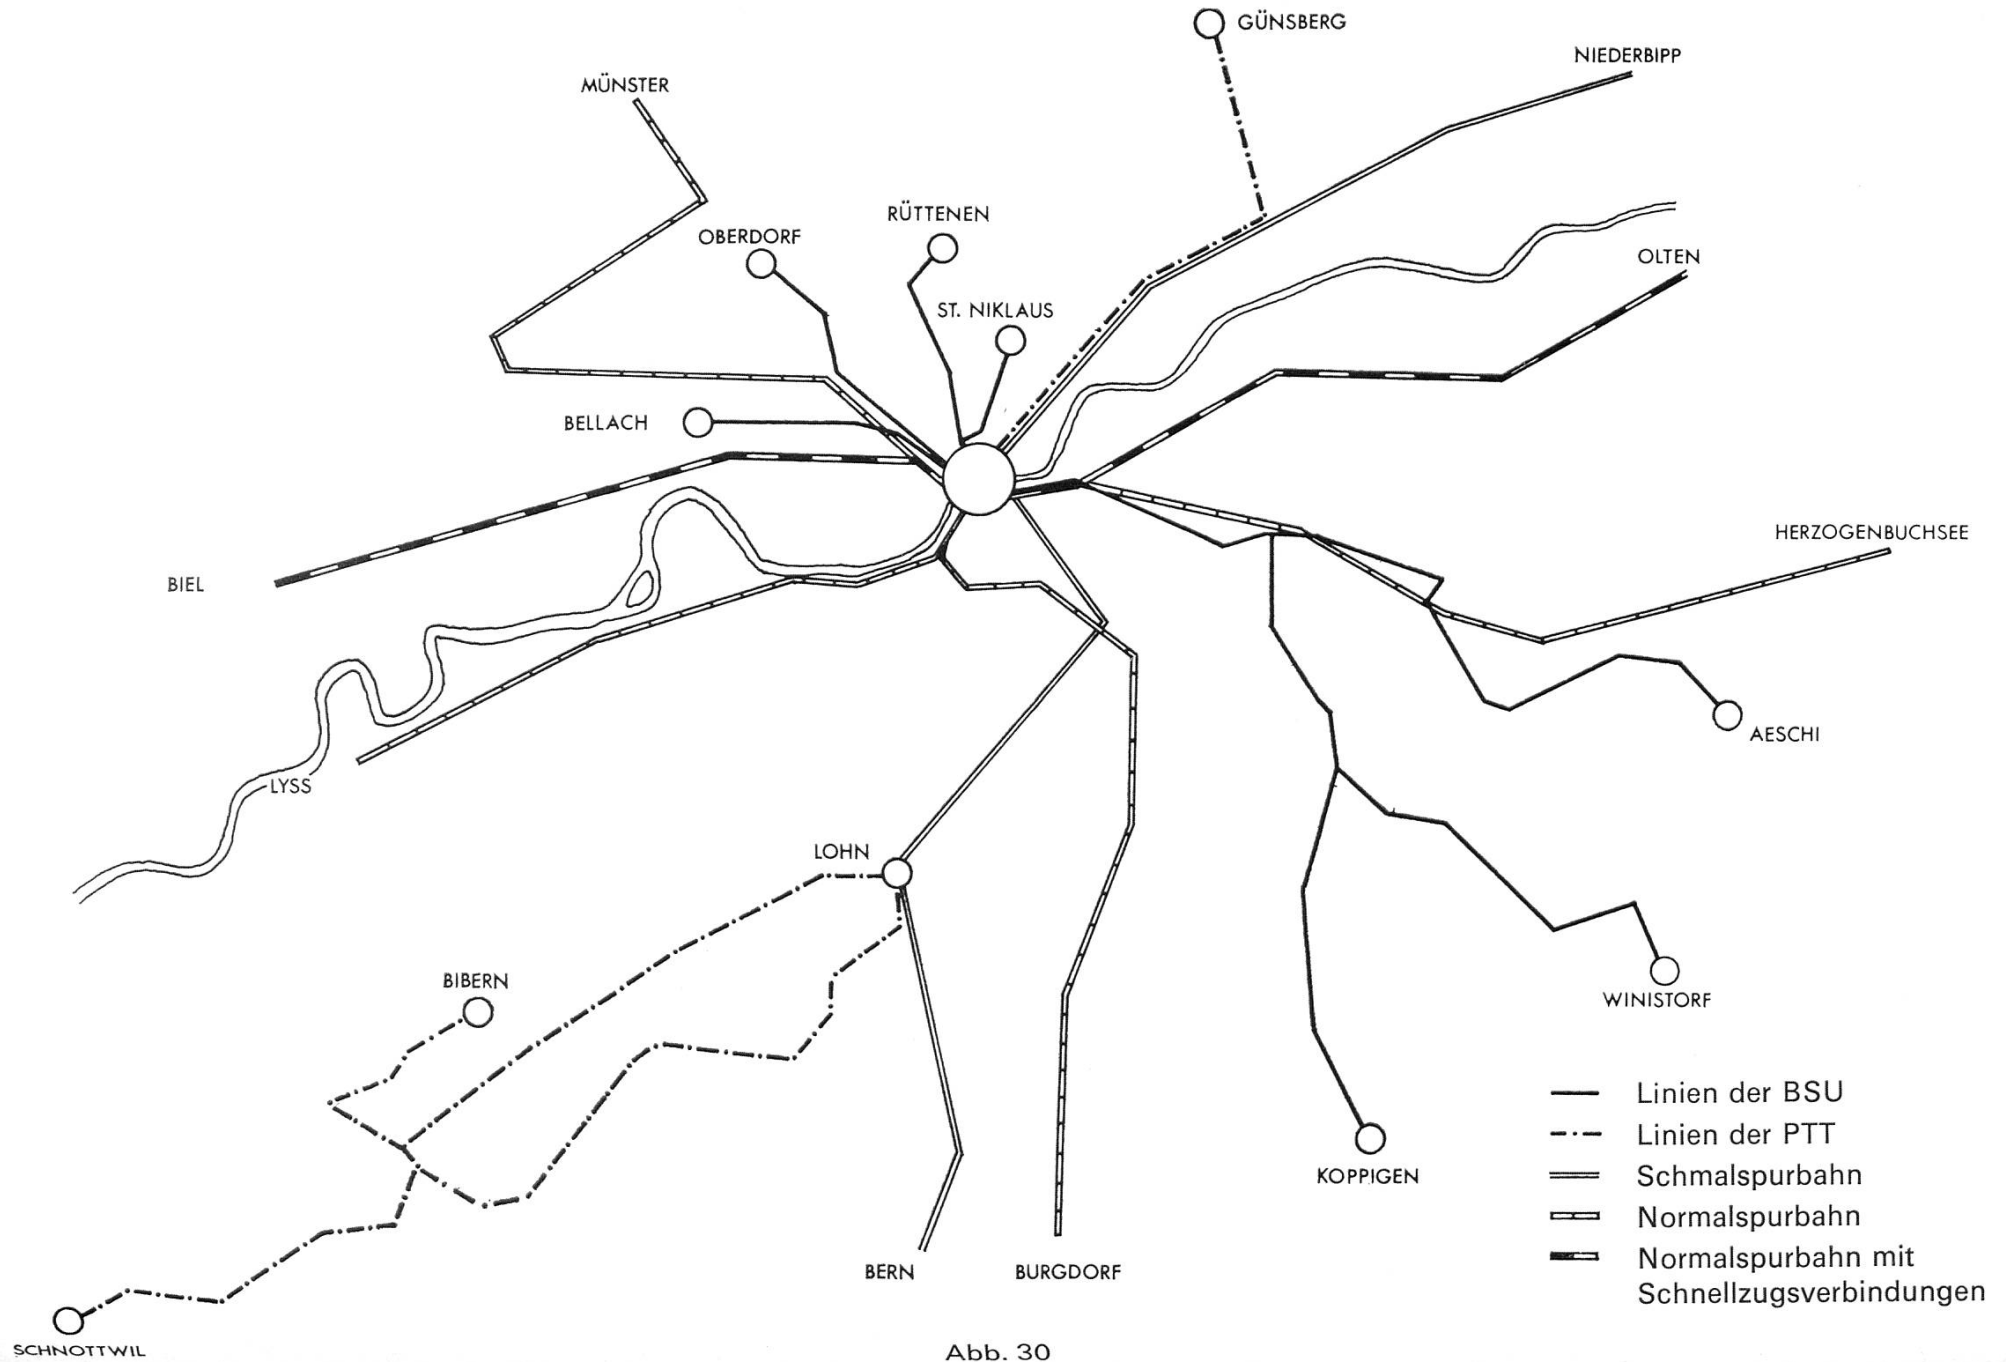 GÜNSBERG
NIEDERBIPP
MÜNSTER
RÜTTENEN
OBERDORF
OLTEN
ST. NIKLAUS
BELLACH
HERZOGENBUCHSEE
BIEL
AESCHI
LYSS
LOHN
BIBERN
WINISTORF
KOPPIGEN
BERN
BURGDORF
SCHNOTTWIL
Linien der BSU
Linien der PTT
Schmalspurbahn
Normalspurbahn
Normalspurbahn mit
Schnellzugsverbindungen
Abb. 30